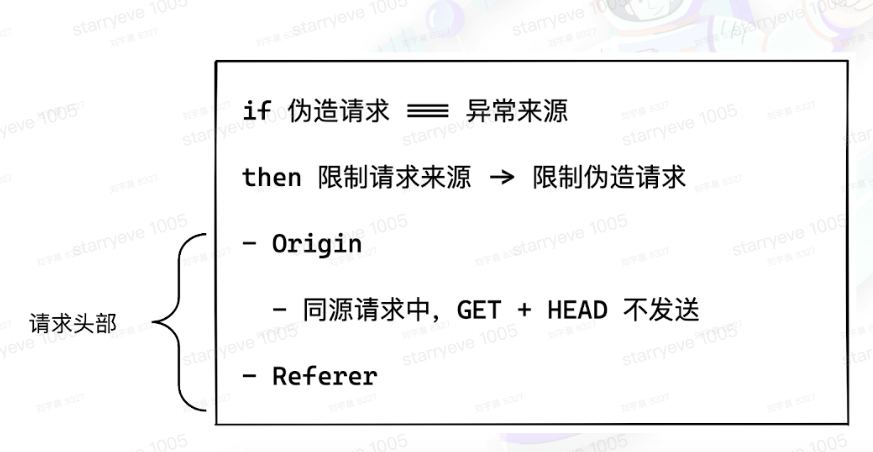 if 伪造请求 === 异常来源
then 限制请求来源 -> 限制伪造请求
- Origin
请求头部
- 同源请求中，GET + HEAD 不发送
- Referer
starryeve 1005